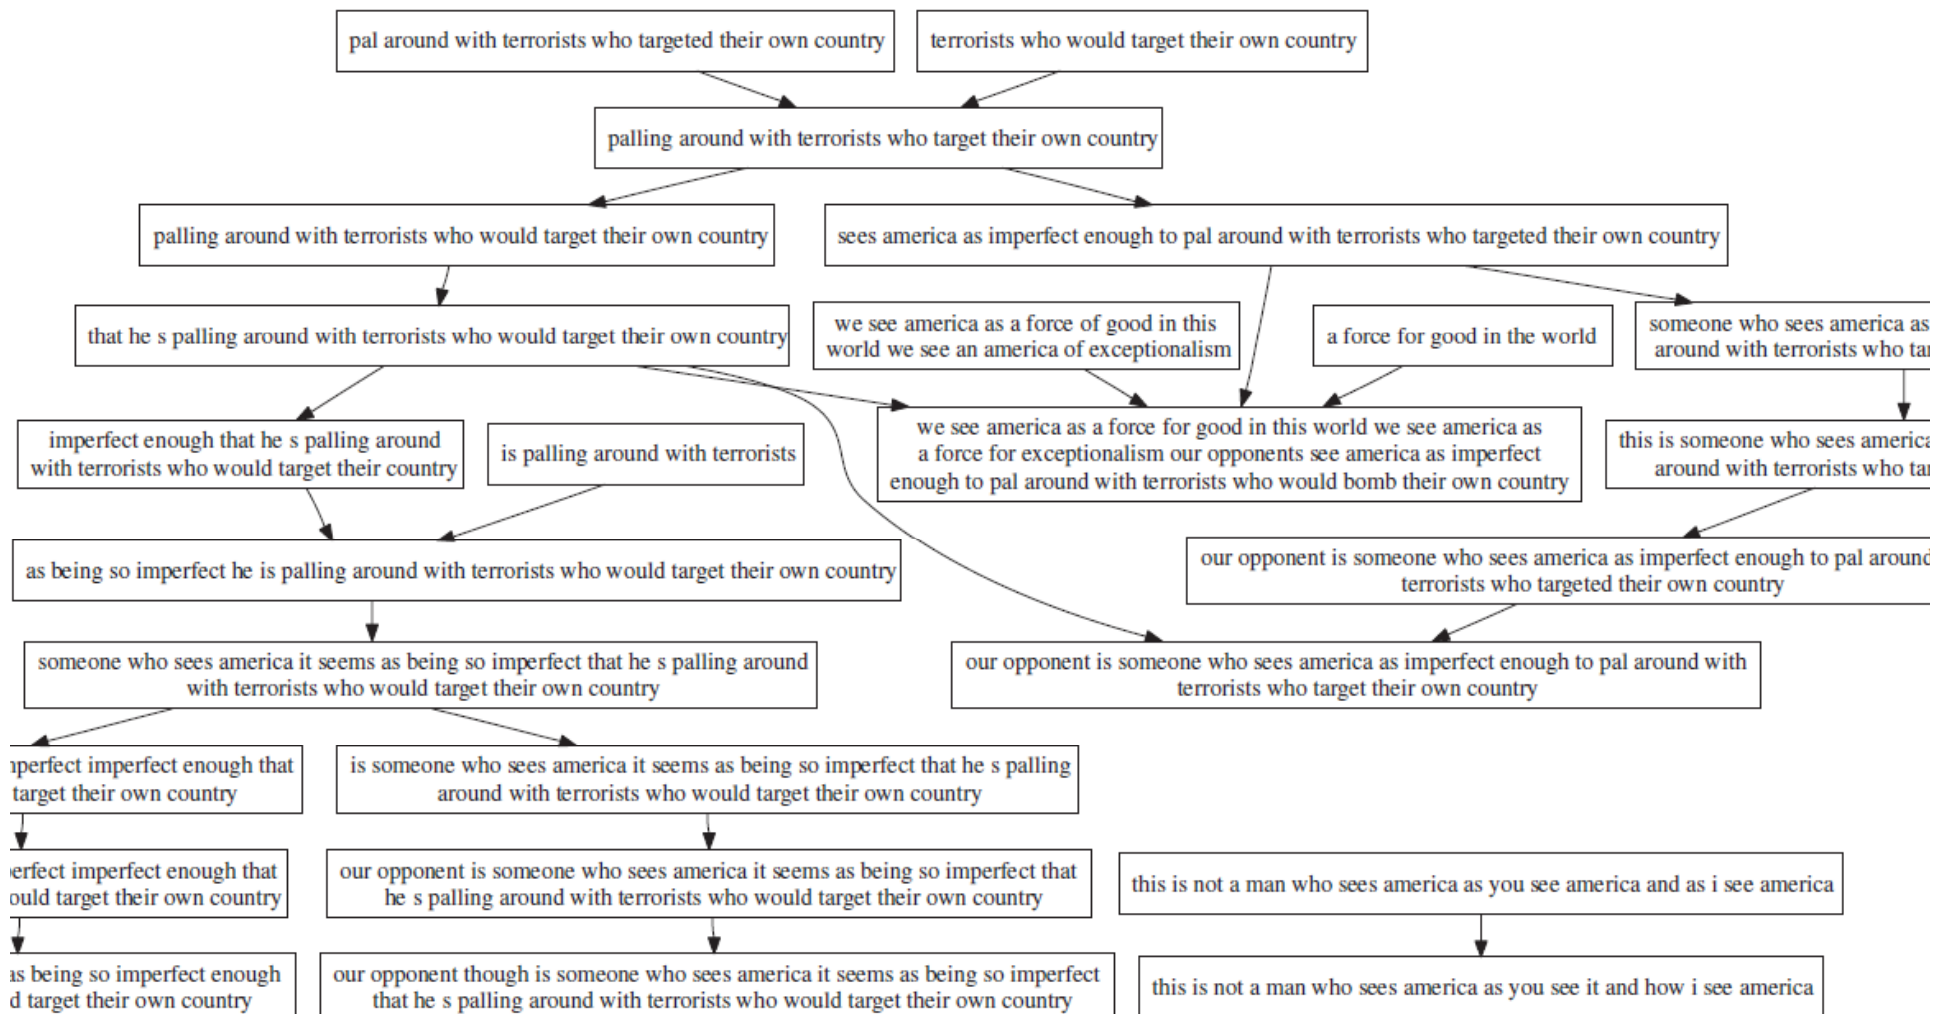 pal around with terrorists who targeted their own country
terrorists who would target their own country
palling around with terrorists who target their own country
palling around with terrorists who would target their own country
sees america as imperfect enough to pal around with terrorists who targeted their own country
that he s palling around with terrorists who would target their own country
we see america as a force of good in this
world we see an america of exceptionalism
a force for good in the world
someone who sees america as
around with terrorists who
imperfect enough that he s palling around
with terrorists who would target their country
is palling around with terrorists
we see america as a force for good in this world we see america as
a force for exceptionalism our opponents see america as imperfect
enough to pal around with terrorists who would bomb their own country
this is someone who sees america
around with terrorists who
as being so imperfect he is palling around with terrorists who would target their own country
our opponent is someone who sees america as imperfect enough to pal around
terrorists who targeted their own country
someone who sees america it seems as being so imperfect that he s palling around
with terrorists who would target their own country
our opponent is someone who sees america as imperfect enough to pal around with
terrorists who target their own country
imperfect enough that
target their own country
is someone who sees america it seems as being so imperfect that he s palling
around with terrorists who would target their own country
imperfect enough that
target their own country
our opponent is someone who sees america it seems as being so imperfect that
he s palling around with terrorists who would target their own country
this is not a man who sees america as you see america and as i see america
as being so imperfect enough
target their own country
our opponent though is someone who sees america it seems as being so imperfect
that he s palling around with terrorists who would target their own country
this is not a man who sees america as you see it and how i see america